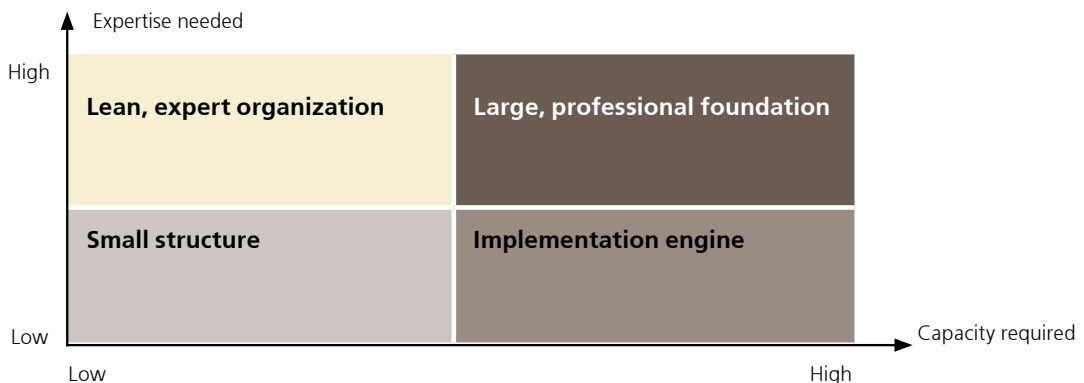 Expertise needed
High
Lean, expert organization
Large, professional foundation
Small structure
Implementation engine
Low
Capacity required
Low
High